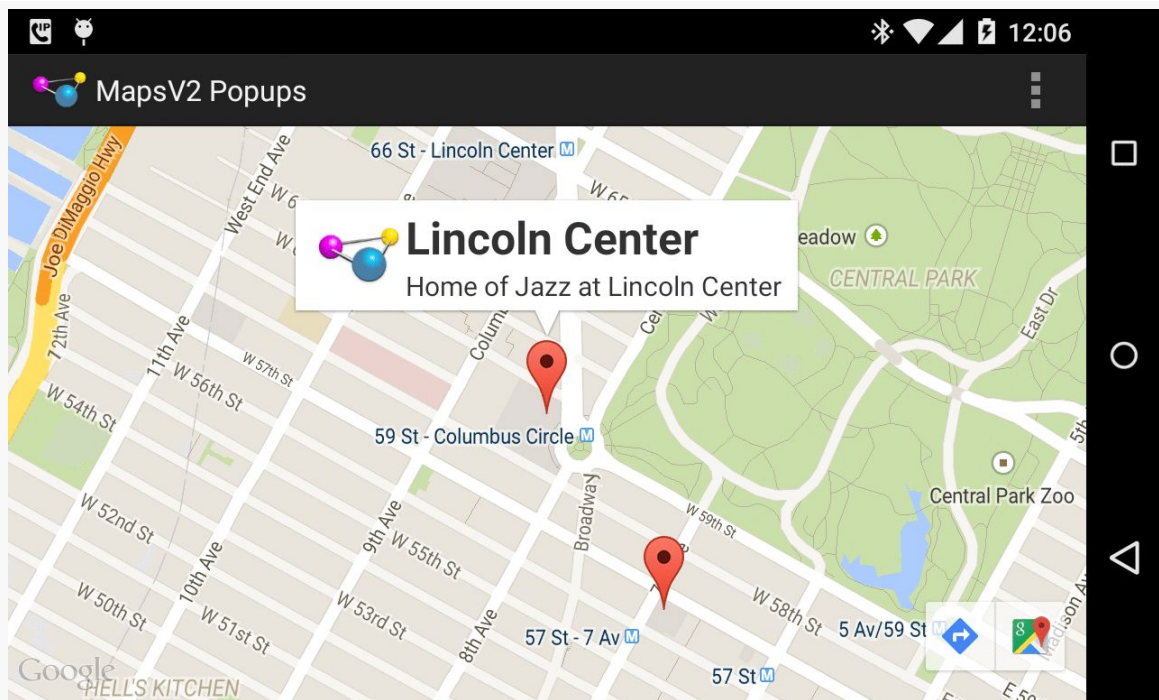 12:06
MapsV2 Popups
66 St - Lincoln Center M
Joe DiMaggio Hwy
West End Ave
Lincoln Center
Home of Jazz at Lincoln Center
eadow
CENTRAL PARK
East Dr
12th Ave
11th Ave
W 57th St
W 56th St
W 54th St
59 St - Columbus Circle M
5th
Central Park Zoo
W 59th St
Broadway
W 52nd St
9th Ave
W 55th St
10th Ave
W 50th St
W 51st St
W 53rd St
8th Ave
57 St - 7 Av M
W 58th St
5 Av/59 St M
57 St M
Google
HELL'S KITCHEN